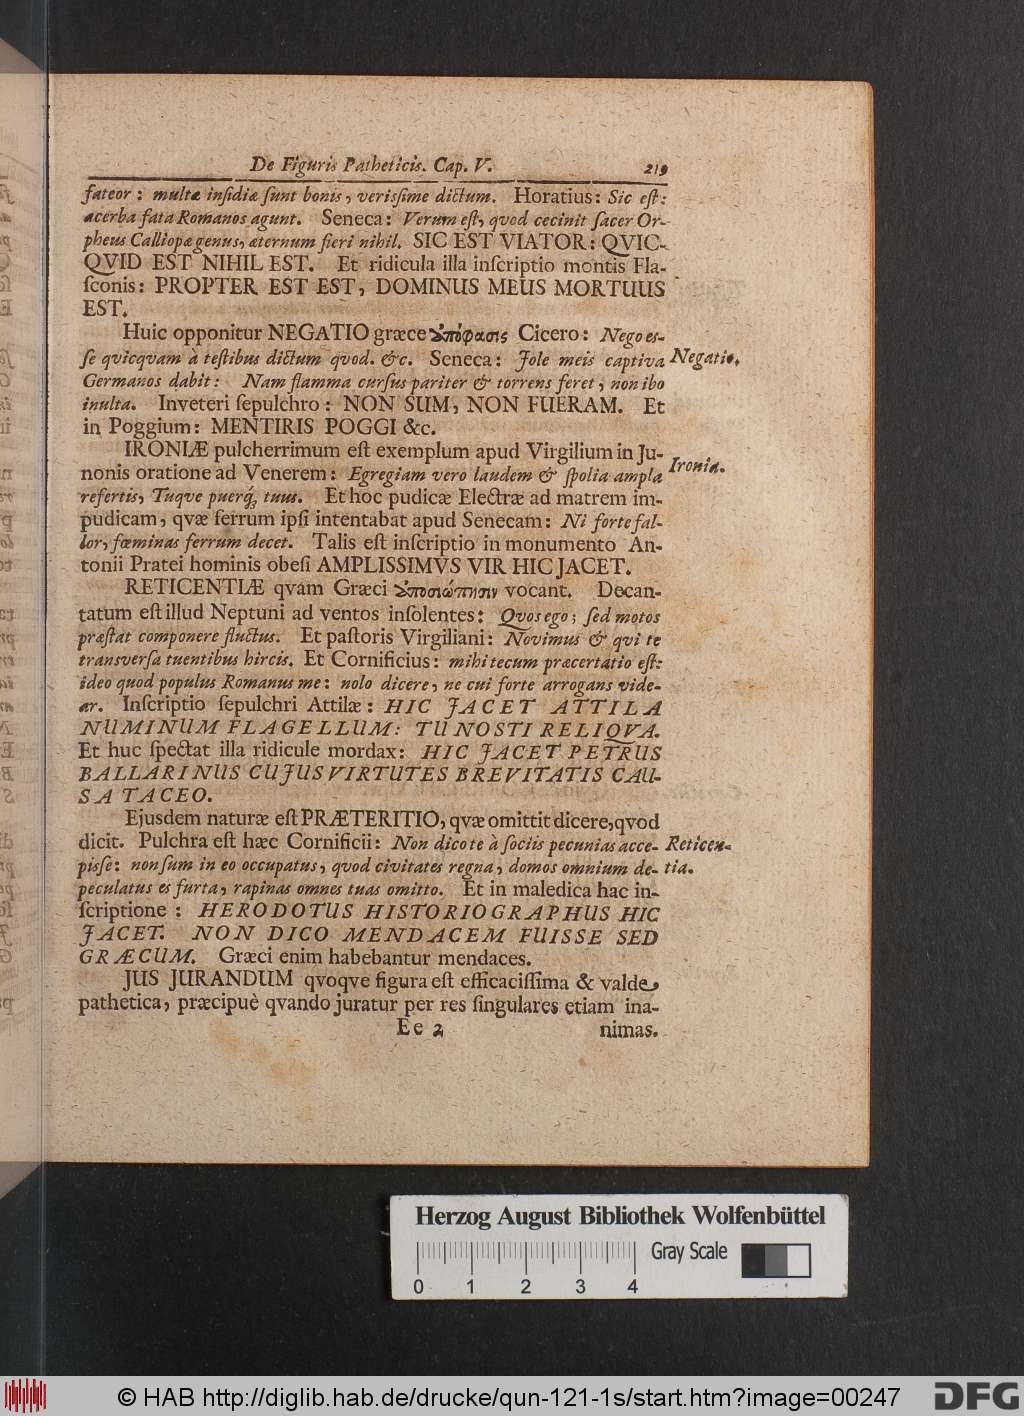 De Figuris Patheticis. Cap. V. 219
fateor: multæ insidiæ sunt bonis, verissime dictum. Horatius: Sic est:
acerba fata Romanos agunt. Seneca: Verum est, quod cecinit sacer Or-
pheus Calliopæ genus, æternum fieri nihil. SIC EST VIATOR: QVIC-
QVID EST NIHIL EST. Et ridicula illa inscriptio montis Fla-
sconis: PROPTER EST EST, DOMINUS MEUS MORTUUS
EST.
Huic opponitur NEGATIO græce ἀπόφασις Cicero: Nego es-
se qvicqvam à testibus dictum quod. &c. Seneca: Jole meis captiva
Negatio.
Germanos dabit: Nam flamma cursus pariter & torrens feret, non ibo
inulta. Inveteri sepulchro: NON SUM, NON FUERAM. Et
in Poggium: MENTIRIS POGGI &c.
IRONIÆ pulcherrimum est exemplum apud Virgilium in Ju-
nonis oratione ad Venerem: Egregiam vero laudem & spolia ampla
Ironia.
refertis, Tuqve puerq́; tuus. Et hoc pudicæ Electræ ad matrem im-
pudicam, qvæ ferrum ipsi intentabat apud Senecam: Ni forte fal-
lor, fœminas ferrum decet. Talis est inscriptio in monumento An-
tonii Pratei hominis obesi AMPLISSIMVS VIR HIC JACET.
RETICENTIÆ qvam Græci ἀποσιώπησιν vocant. Decan-
tatum est illud Neptuni ad ventos insolentes: Qvos ego; sed motos
præstat componere fluctus. Et pastoris Virgiliani: Novimus & qvi te
transversa tuentibus hircis. Et Cornificius: mihi tecum præcertatio est:
ideo quod populus Romanus me: nolo dicere, ne cui forte arrogans vide-
ar. Inscriptio sepulchri Attilæ: HIC JACET ATTILA
NUMINUM FLAGELLUM: TU NOSTI RELIQVA.
Et huc spectat illa ridicule mordax: HIC JACET PETRUS
BALLARINUS CUJUS VIRTUTES BREVITATIS CAU-
SA TACEO.
Ejusdem naturæ est PRÆTERITIO, qvæ omittit dicere, qvod
dicit. Pulchra est hæc Cornificii: Non dico te à sociis pecunias acce-
Reticen-
pisse: non sum in eo occupatus, quod civitates regna, domos omnium de-
tia.
peculatus es furta, rapinas omnes tuas omitto. Et in maledica hac in-
scriptione: HERODOTUS HISTORIOGRAPHUS HIC
JACET. NON DICO MENDACEM FUISSE SED
GRÆCUM. Græci enim habebantur mendaces.
JUS JURANDUM qvoqve figura est efficacissima & valde
pathetica, præcipuè qvando juratur per res singulares etiam ina-
Ee 2 nimas.
Herzog August Bibliothek Wolfenbüttel
Gray Scale
0 1 2 3 4
© HAB http://diglib.hab.de/drucke/qun-121-1s/start.htm?image=00247
DFG